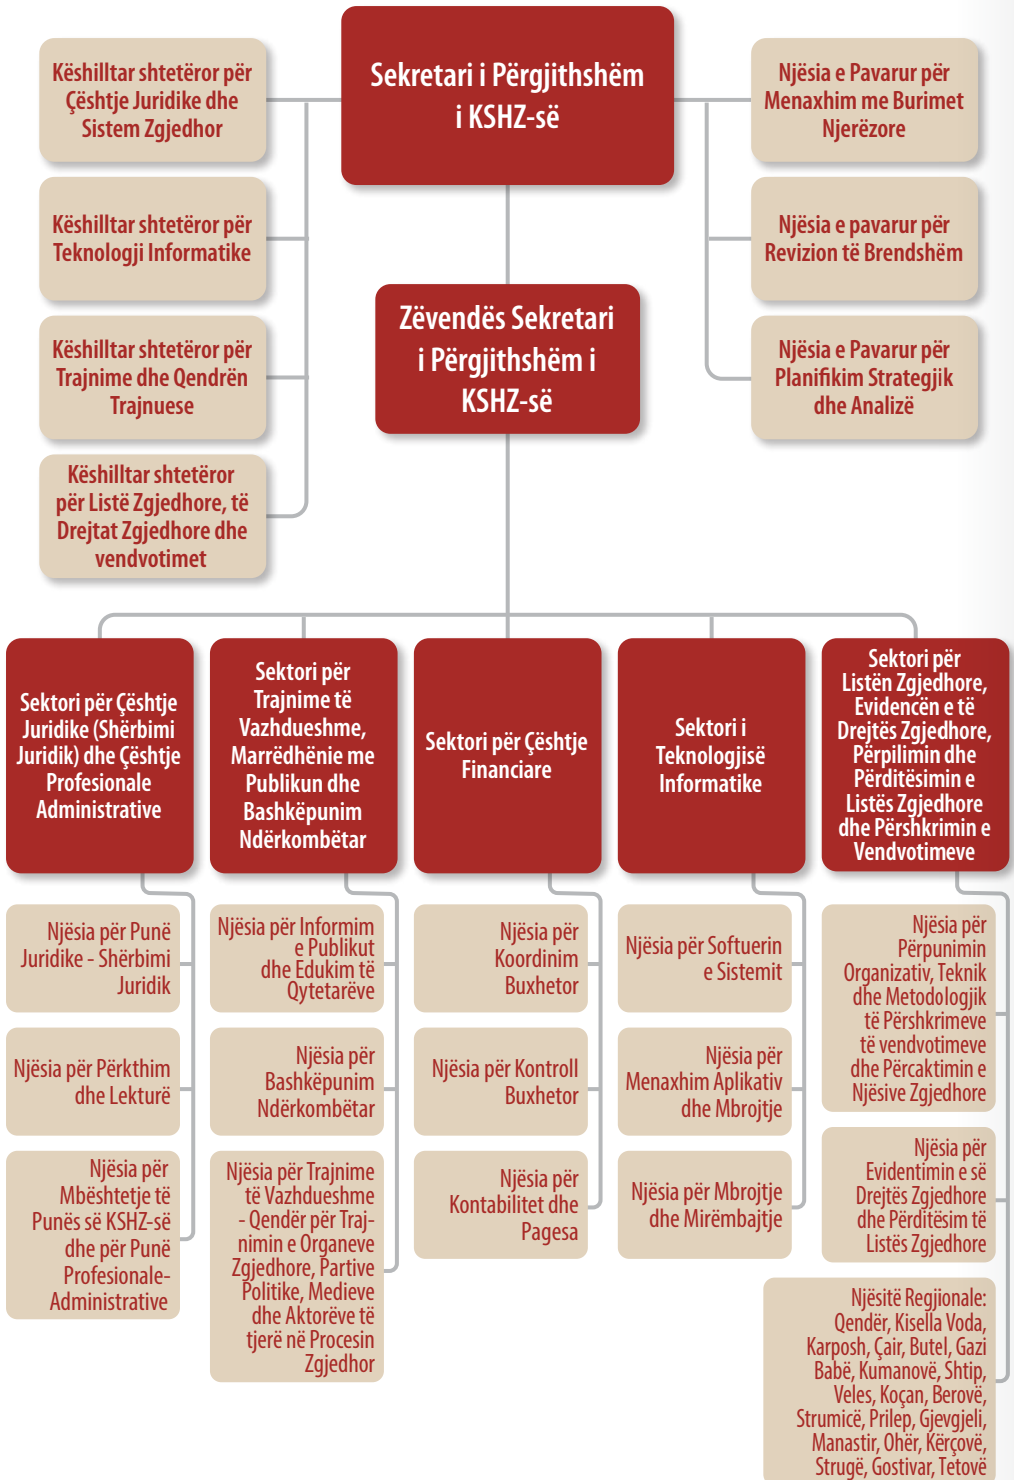 Sekretari i Përgjithshëm
i KSHZ-së
Këshilltar shtetëror për
Çështje Juridike dhe
Sistem Zgjedhor
Këshilltar shtetëror për
Teknologji Informatike
Këshilltar shtetëror për
Trajnime dhe Qendrën
Trajnuese
Këshilltar shtetëror
për Listë Zgjedhore, të
Drejtat Zgjedhore dhe
vendvotimet
Njësia e Pavarur për
Menaxhim me Burimet
Njerëzore
Njësia e pavarur për
Revizion të Brendshëm
Njësia e Pavarur për
Planifikim Strategjik
dhe Analizë
Zëvendës Sekretari
i Përgjithshëm i
KSHZ-së
Sektori për Çështje
Juridike (Shërbimi
Juridik) dhe Çështje
Profesionale
Administrative
Sektori për
Trajnime të
Vazhdueshme,
Marrëdhënie me
Publikun dhe
Bashkëpunim
Ndërkombëtar
Sektori për Çështje
Financiare
Sektori i
Teknologjisë
Informatike
Sektori për
Listën Zgjedhore,
Evidencën e të
Drejtës Zgjedhore,
Përpilimin dhe
Përditësimin e
Listës Zgjedhore
dhe Përshkrimin e
Vendvotimeve
Njësia për Punë
Juridike - Shërbimi
Juridik
Njësia për Përkthim
dhe Lekturë
Njësia për
Mbështetje të
Punës së KSHZ-së
dhe për Punë
Profesionale-
Administrative
Njësia për Informim
e Publikut
dhe Edukim të
Qytetarëve
Njësia për
Bashkëpunim
Ndërkombëtar
Njësia për Trajnime
të Vazhdueshme
- Qendër për Traj-
nimin e Organeve
Zgjedhore, Partive
Politike, Medieve
dhe Aktorëve të
tjerë në Procesin
Zgjedhor
Njësia për
Koordinim
Buxhetor
Njësia për Kontroll
Buxhetor
Njësia për
Kontabilitet dhe
Pagesa
Njësia për Softuerin
e Sistemit
Njësia për
Menaxhim Aplikativ
dhe Mbrojtje
Njësia për Mbrojtje
dhe Mirëmbajtje
Njësia për
Përpunimin
Organizativ, Teknik
dhe Metodologjik
të Përshkrimeve
të vendvotimeve
dhe Përcaktimin e
Njësive Zgjedhore
Njësia për
Evidentimin e së
Drejtës Zgjedhore
dhe Përditësim të
Listës Zgjedhore
Njësitë Regjionale:
Qendër, Kisella Voda,
Karposh, Çair, Butel, Gazi
Babë, Kumanovë, Shtip,
Veles, Koçan, Berovë,
Strumicë, Prilep, Gjevgjeli,
Manastir, Ohër, Kërçovë,
Strugë, Gostivar, Tetovë